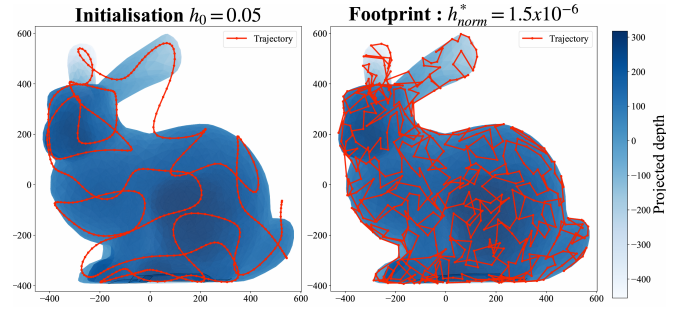 Initialisation h₀ = 0.05
Footprint : h*ₙₒᵣₘ = 1.5x10⁻⁶
Trajectory
Trajectory
600
400
200
0
−200
−400
−400 −200 0 200 400 600
600
400
200
0
−200
−400
−400 −200 0 200 400 600
300
200
100
0
−100
−200
−300
−400
Projected depth